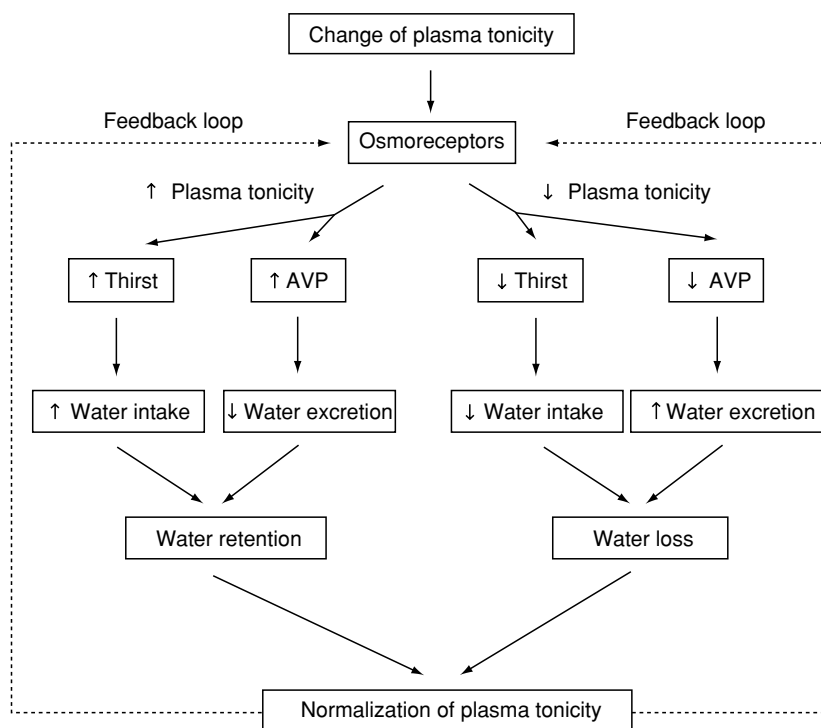 Change of plasma tonicity
Feedback loop
Feedback loop
Osmoreceptors
↑ Plasma tonicity
↓ Plasma tonicity
↑ Thirst
↑ AVP
↓ Thirst
↓ AVP
↑ Water intake
↓ Water excretion
↓ Water intake
↑ Water excretion
Water retention
Water loss
Normalization of plasma tonicity